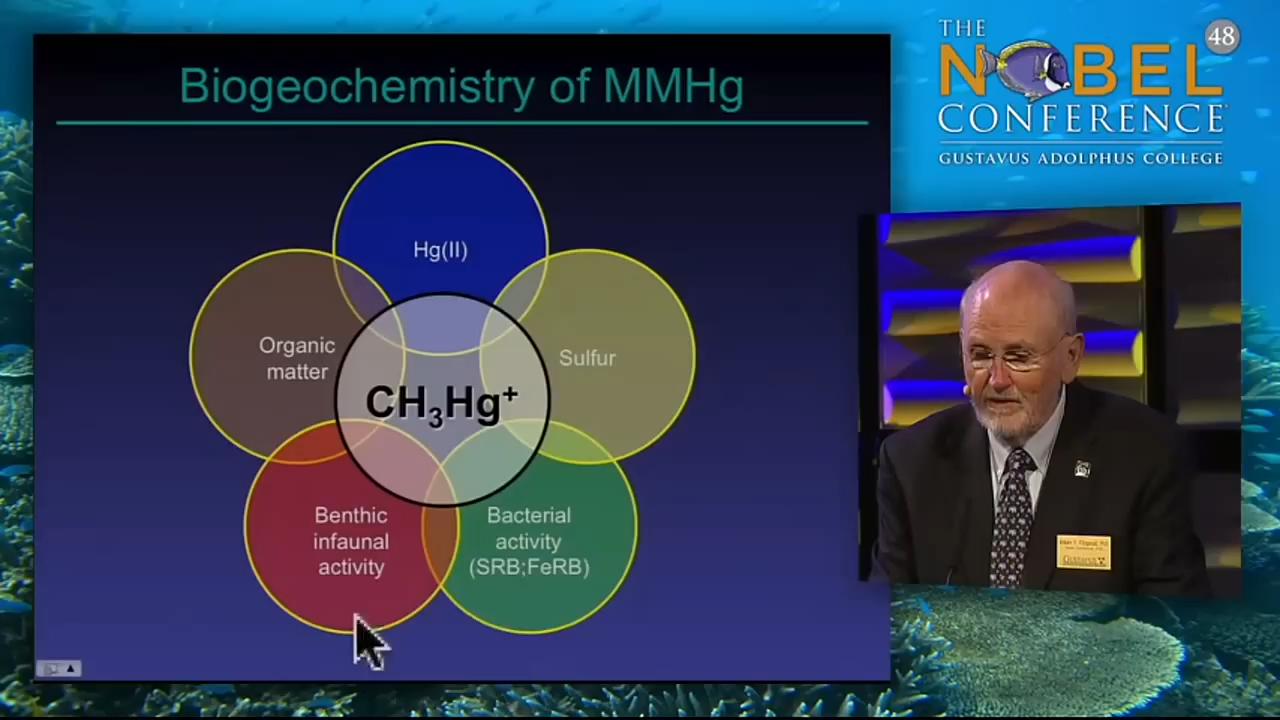 Biogeochemistry of MMHg
Hg(II)
Organic
matter
Sulfur
CH₃Hg⁺
Benthic
infaunal
activity
Bacterial
activity
(SRB;FeRB)
THE
NOBEL
48
CONFERENCE
GUSTAVUS ADOLPHUS COLLEGE